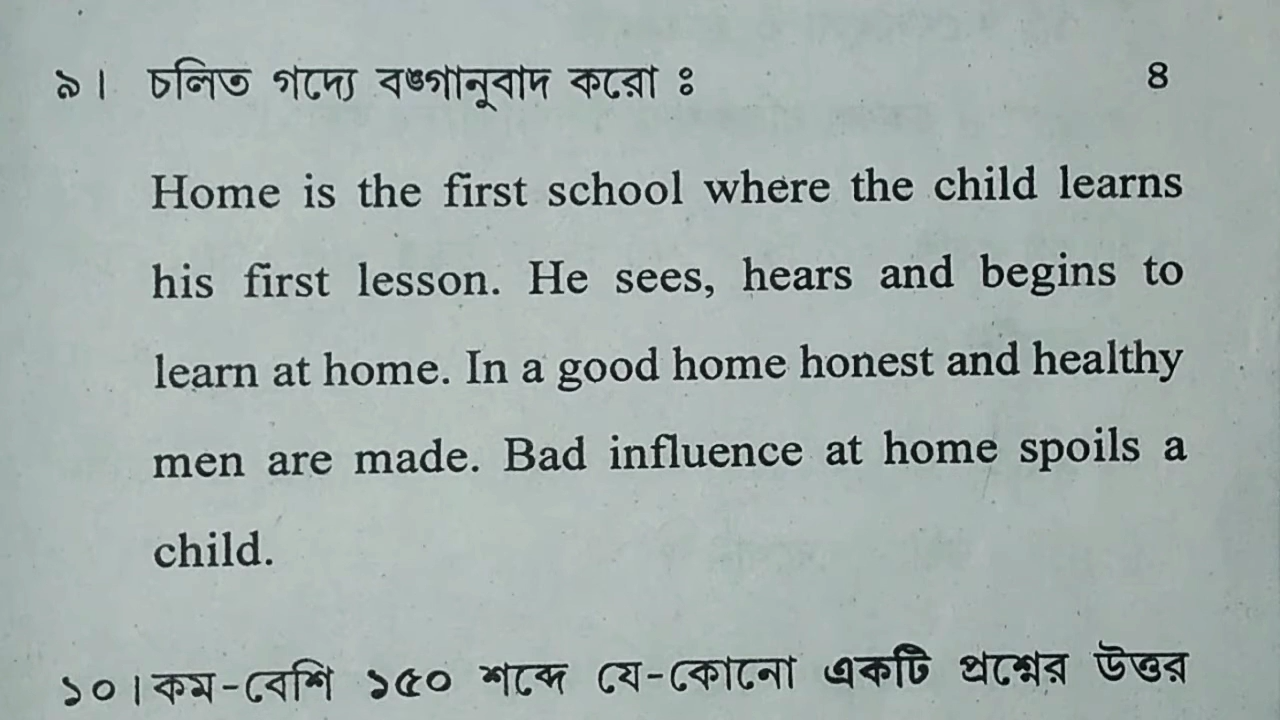 ৯। চলিত গদ্যে বঙ্গানুবাদ করো ঃ ৪
Home is the first school where the child learns
his first lesson. He sees, hears and begins to
learn at home. In a good home honest and healthy
men are made. Bad influence at home spoils a
child.
১০। কম-বেশি ১৫০ শব্দে যে-কোনো একটি প্রশ্নের উত্তর